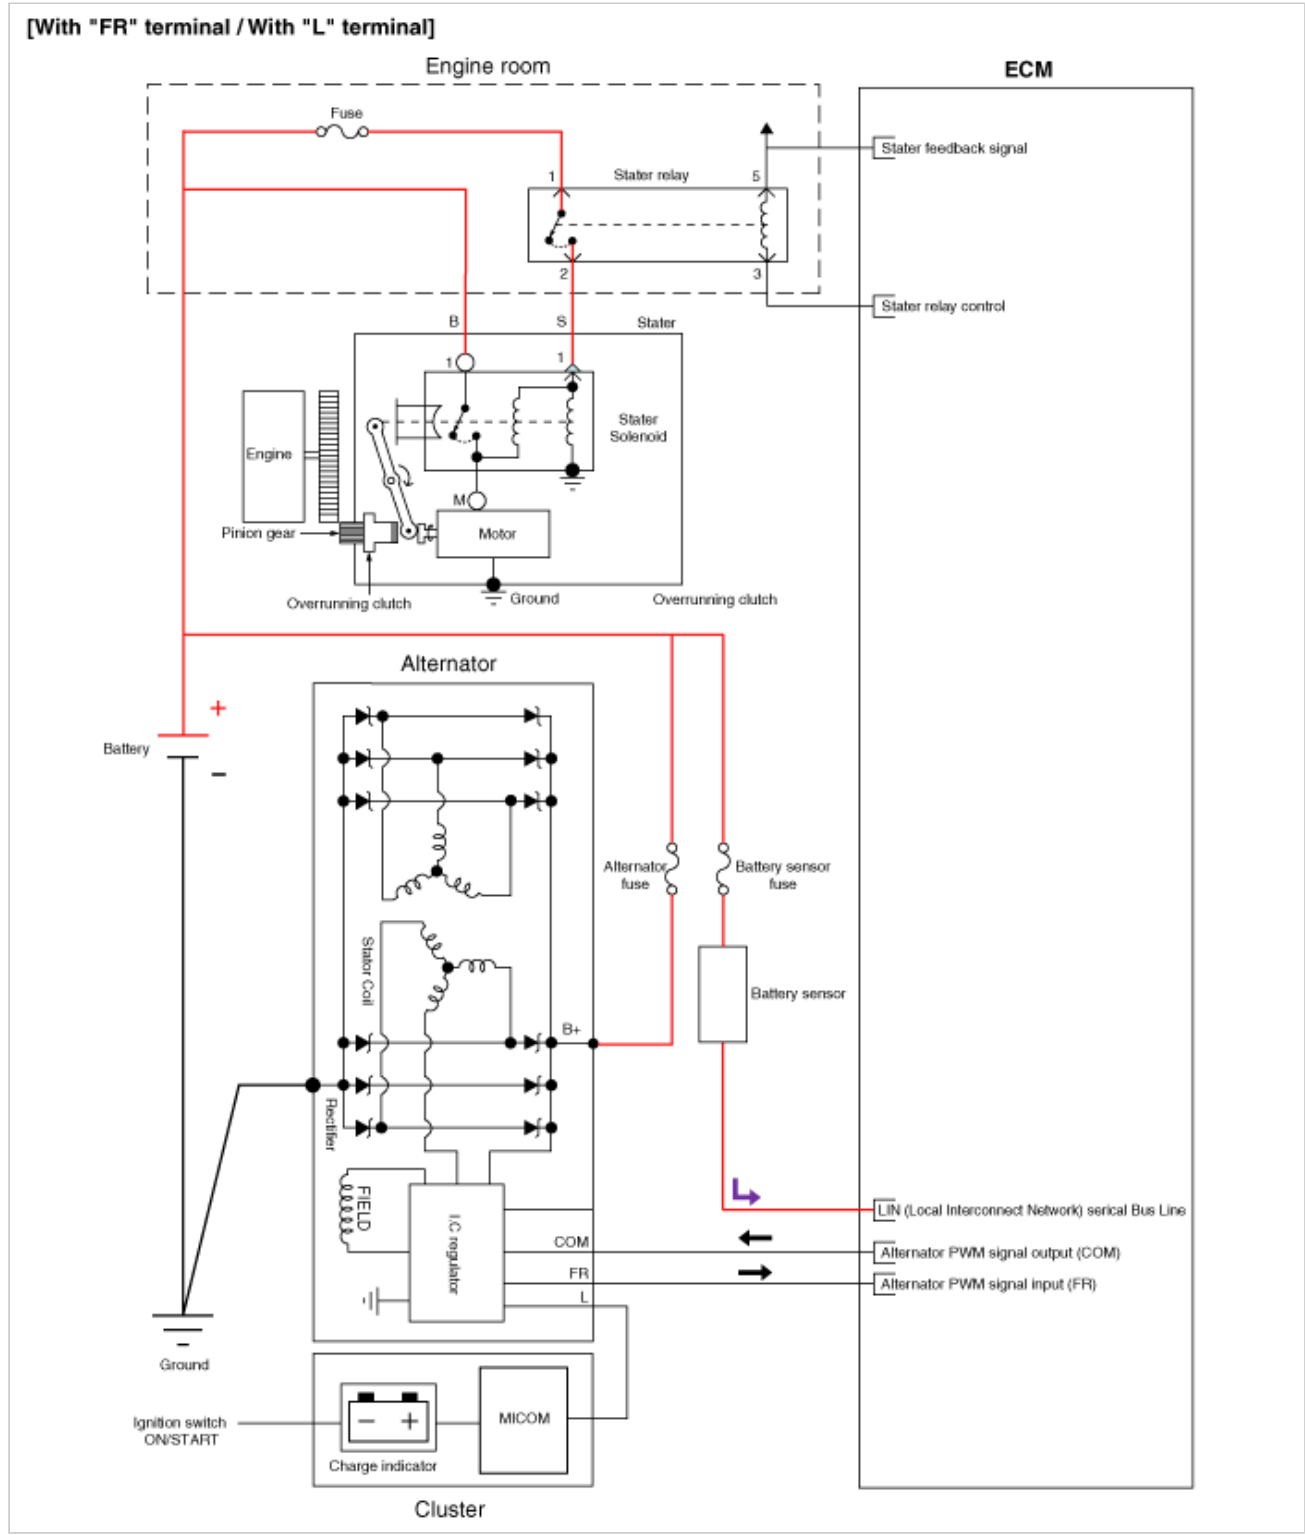 [With "FR" terminal / With "L" terminal]
Engine room
ECM
Fuse
Stater feedback signal
1
Stater relay
5
2
3
Stater relay control
B
S
Stater
1
1
Stater
Solenoid
Engine
M
Motor
Pinion gear
Ground
Overrunning clutch
Overrunning clutch
Alternator
+
Battery
−
Alternator
fuse
Battery sensor
fuse
Stator Coil
Battery sensor
B+
Rectifier
FIELD
I.C regulator
LIN (Local Interconnect Network) serical Bus Line
COM
Alternator PWM signal output (COM)
FR
Alternator PWM signal input (FR)
L
Ground
Ignition switch
ON/START
− +
MICOM
Charge indicator
Cluster